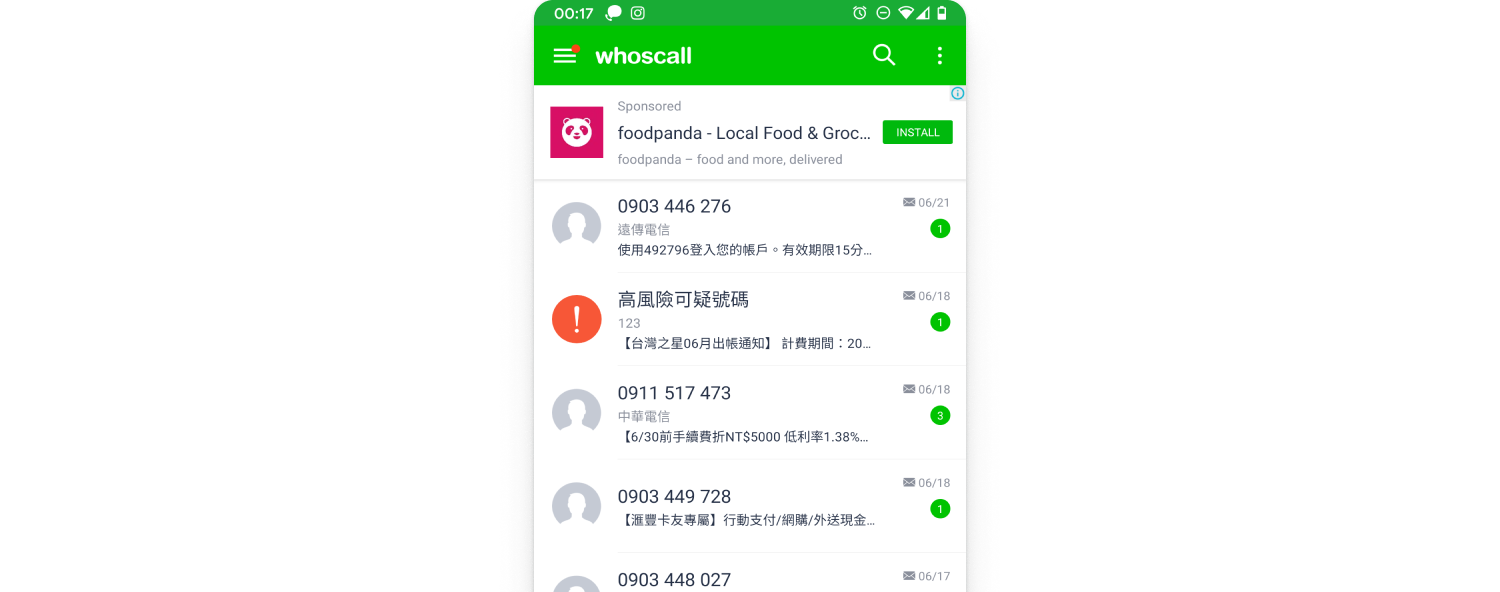 00:17
whoscall
Sponsored
foodpanda - Local Food & Groc...
INSTALL
foodpanda – food and more, delivered
0903 446 276
06/21
遠傳電信
1
使用492796登入您的帳戶。有效期限15分...
高風險可疑號碼
06/18
123
1
【台灣之星06月出帳通知】 計費期間：20...
0911 517 473
06/18
中華電信
3
【6/30前手續費折NT$5000 低利率1.38%...
06/18
0903 449 728
1
【滙豐卡友專屬】行動支付/網購/外送現金...
0903 448 027
06/17